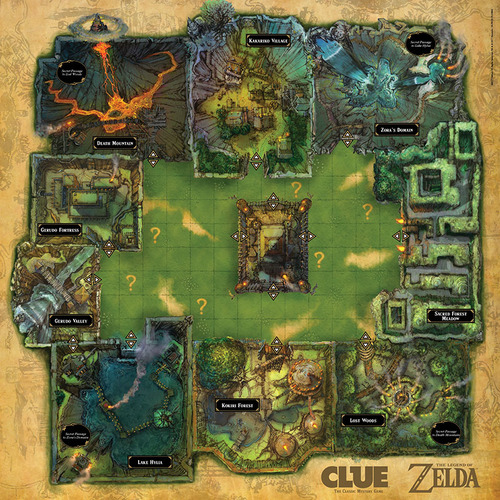 Kakariko Village
Secret Passage
to Lost Woods
Secret Passage
to Lake Hylia
Death Mountain
Zora's Domain
?
?
Gerudo Fortress
?
?
Gerudo Valley
?
Sacred Forest
Meadow
?
Kokiri Forest
Lost Woods
Secret Passage
to Zora's Domain
Secret Passage
to Death Mountain
Lake Hylia
CLUE
The Classic Mystery Game
THE LEGEND OF
ZELDA